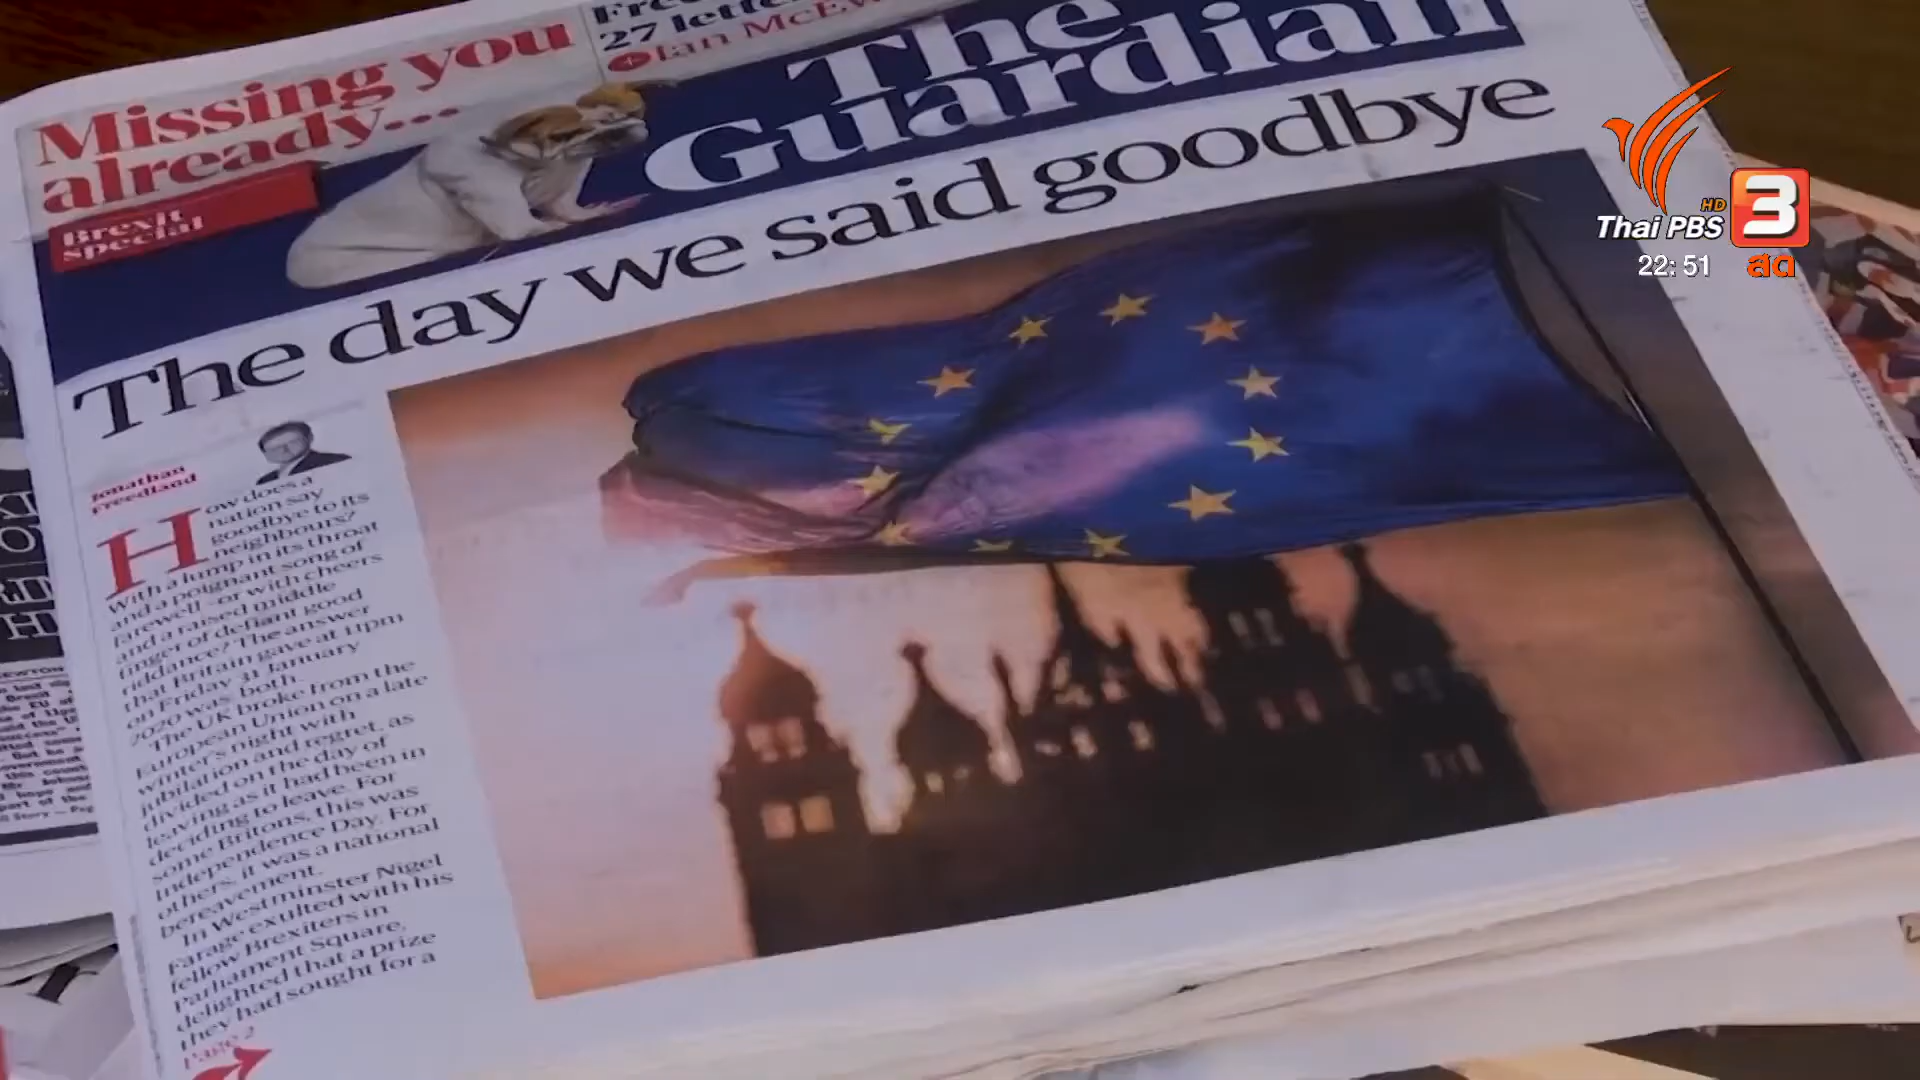 Missing you
already...
Brexit
special
27 lette
Ian McEw
The
Guardian
The day we said goodbye
Jonathan
Freedland
How does a
nation say
goodbye to its
neighbours?
With a lump in its throat
and a poignant song of
farewell – or with cheers
and a raised middle
finger of defiant good
riddance? The answer
that Britain gave at 11pm
on Friday 31 January
2020 was: both.
The UK broke from the
European Union on a late
winter's night with
jubilation and regret, as
divided on the day of
leaving as it had been in
deciding to leave. For
some Britons, this was
Independence Day. For
others, it was a national
bereavement.
In Westminster Nigel
Farage exulted with his
fellow Brexiters in
Parliament Square,
delighted that a prize
they had sought for a
Page 2
HD
Thai PBS
3
22:51
สด